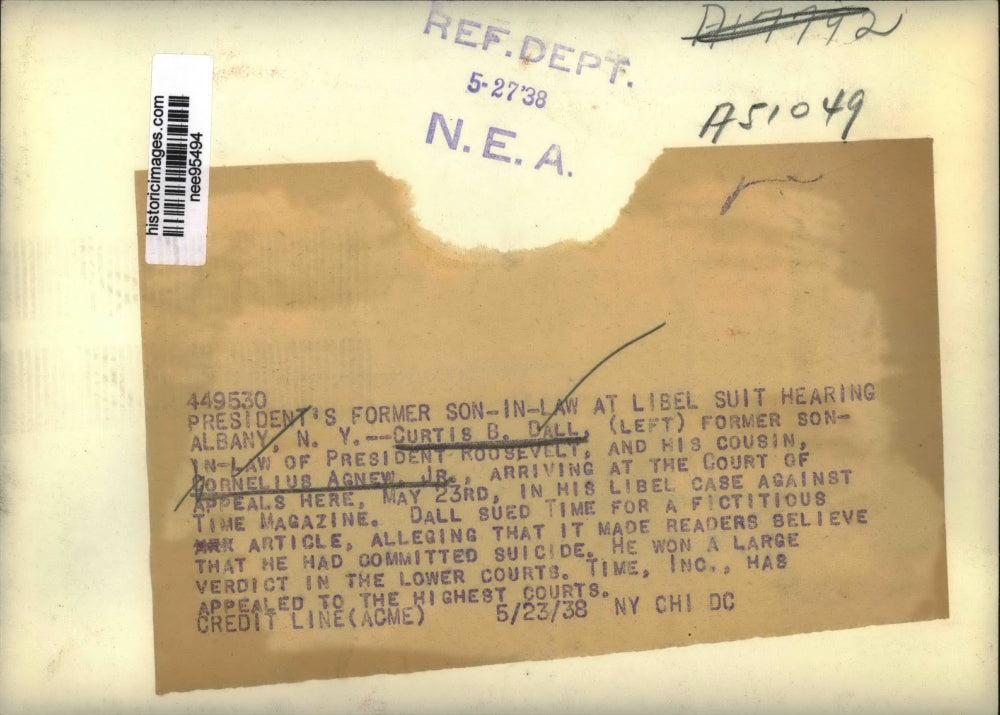 A17792
REF. DEPT.
5-27'38
N. E. A.
A51049
historicimages.com
nee95494
449530
PRESIDENT'S FORMER SON-IN-LAW AT LIBEL SUIT HEARING
ALBANY, N. Y.--CURTIS B. DALL, (LEFT) FORMER SON-
IN-LAW OF PRESIDENT ROOSEVELT, AND HIS COUSIN,
CORNELIUS AGNEW, JR., ARRIVING AT THE COURT OF
APPEALS HERE, MAY 23RD, IN HIS LIBEL CASE AGAINST
TIME MAGAZINE. DALL SUED TIME FOR A FICTITIOUS
ARTICLE, ALLEGING THAT IT MADE READERS BELIEVE
THAT HE HAD COMMITTED SUICIDE. HE WON A LARGE
VERDICT IN THE LOWER COURTS. TIME, INC., HAS
APPEALED TO THE HIGHEST COURTS.
CREDIT LINE(ACME) 5/23/38 NY CHI DC